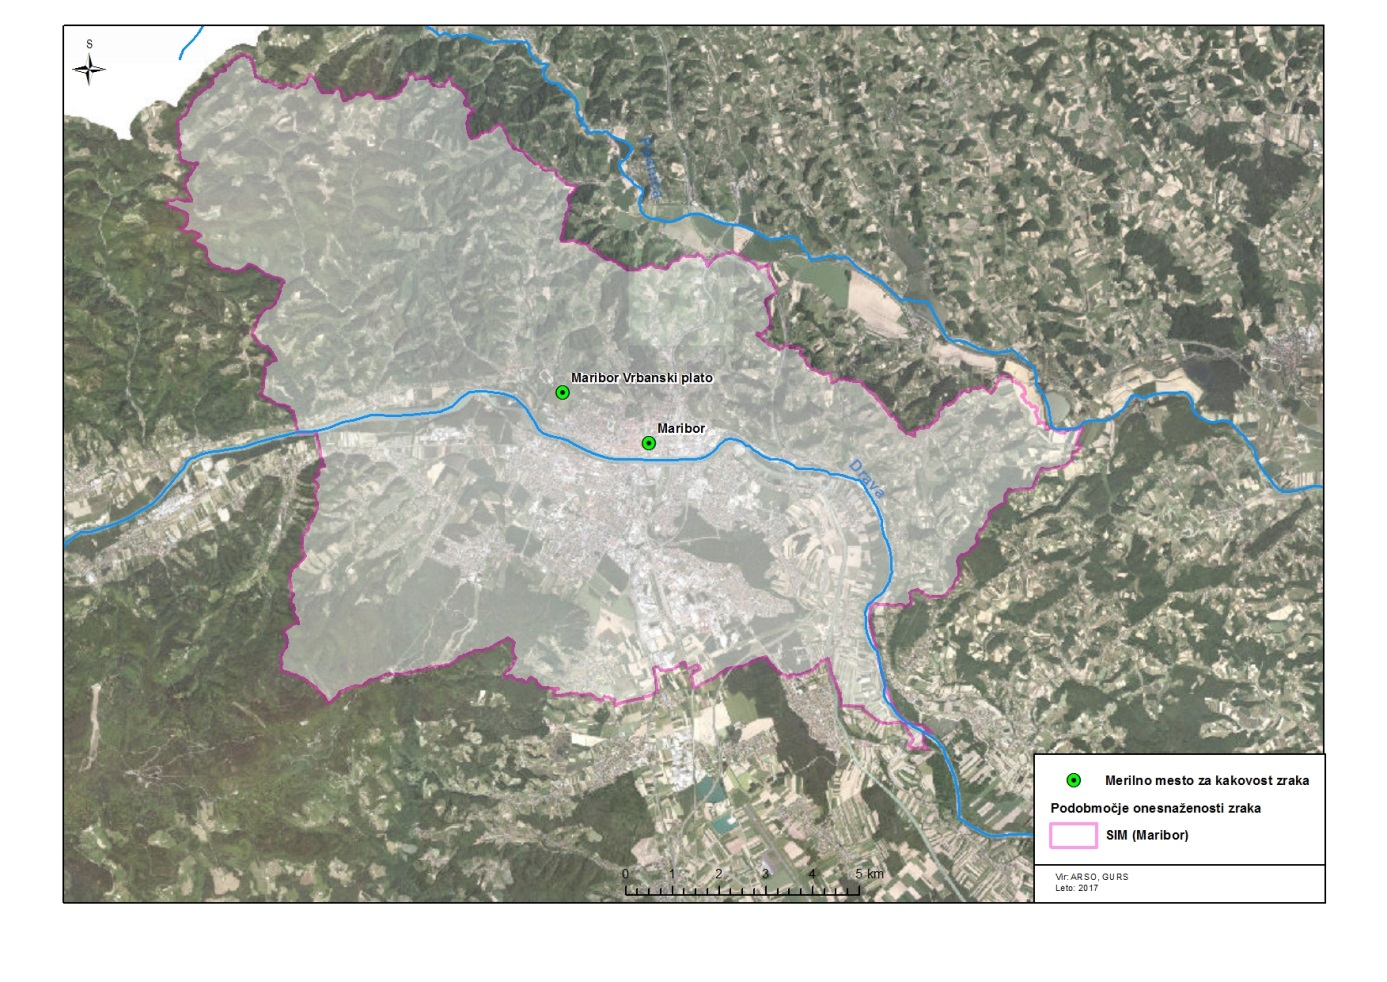 S
Pesnica
Maribor Vrbanski plato
Maribor
Drava
Merilno mesto za kakovost zraka
Podobmočje onesnaženosti zraka
SIM (Maribor)
Vir: ARSO, GURS
Leto: 2017
0 1 2 3 4 5 km